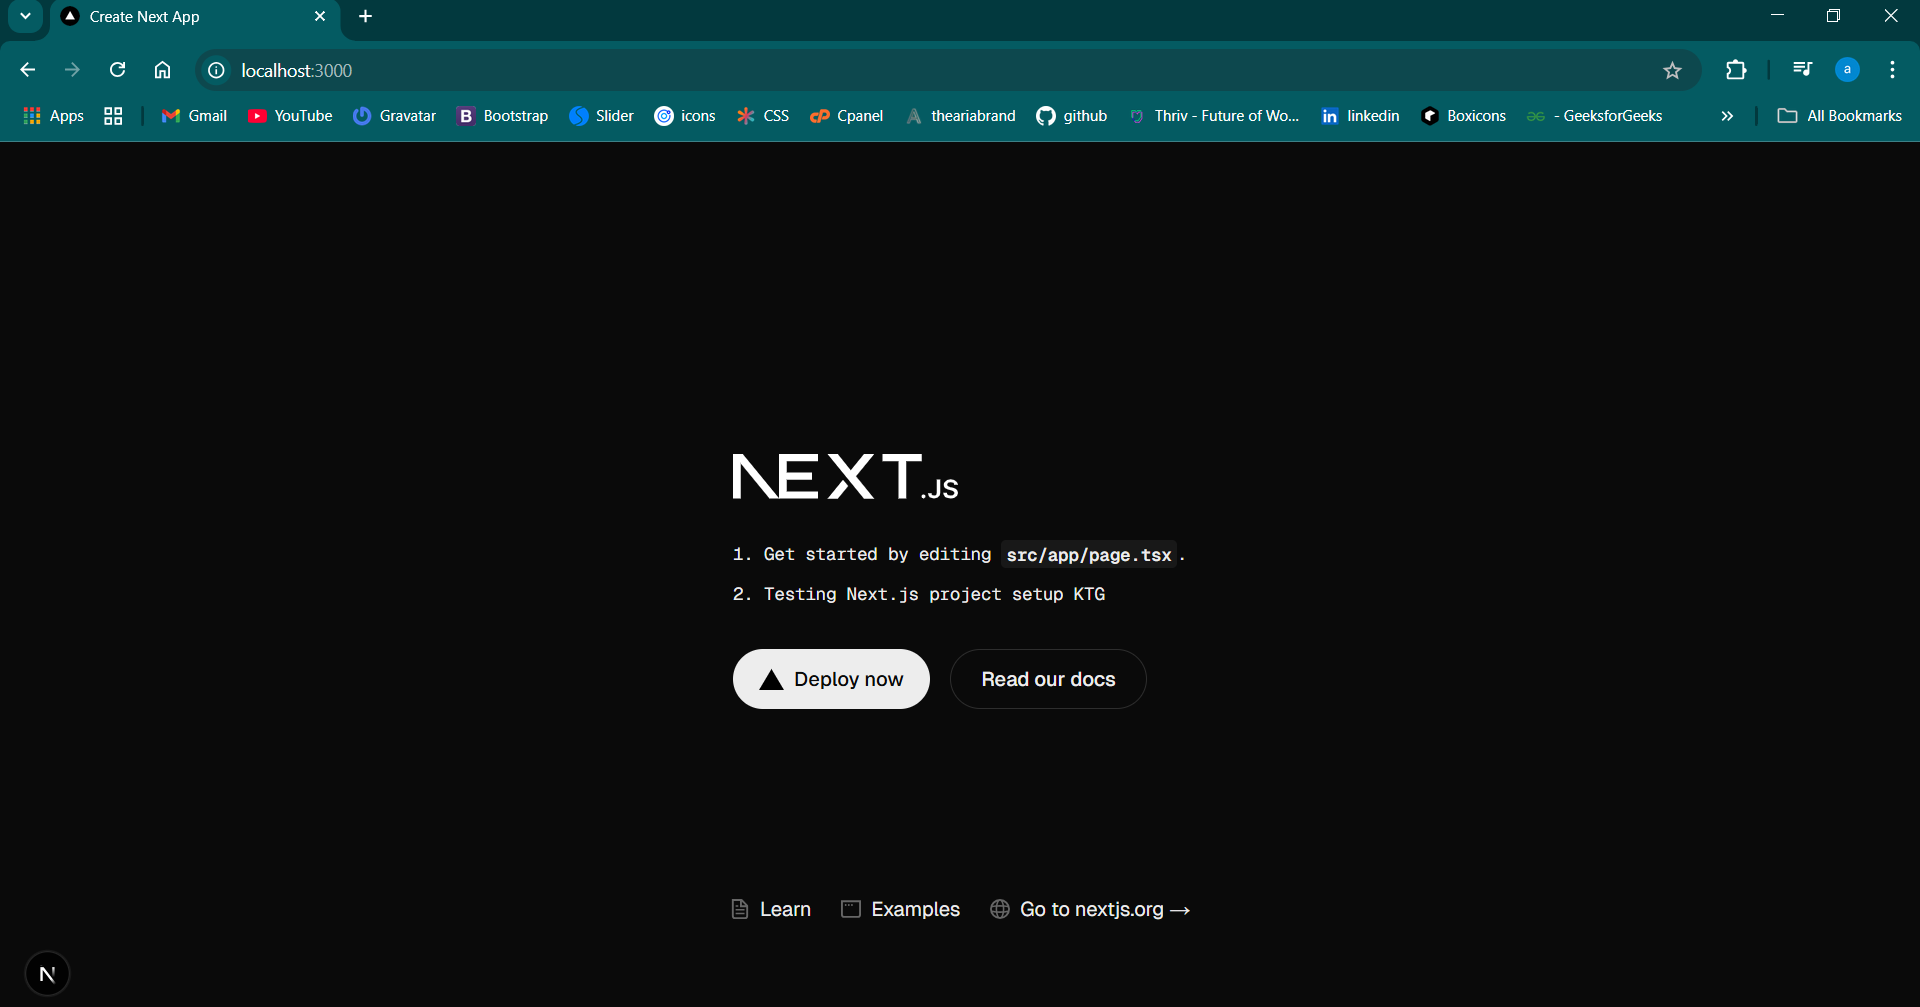 Create Next App
localhost:3000
Apps Gmail YouTube Gravatar Bootstrap Slider icons CSS Cpanel theariabrand github Thriv - Future of Wo... linkedin Boxicons - GeeksforGeeks All Bookmarks
NEXT.JS
1. Get started by editing src/app/page.tsx.
2. Testing Next.js project setup KTG
Deploy now Read our docs
Learn Examples Go to nextjs.org →
N